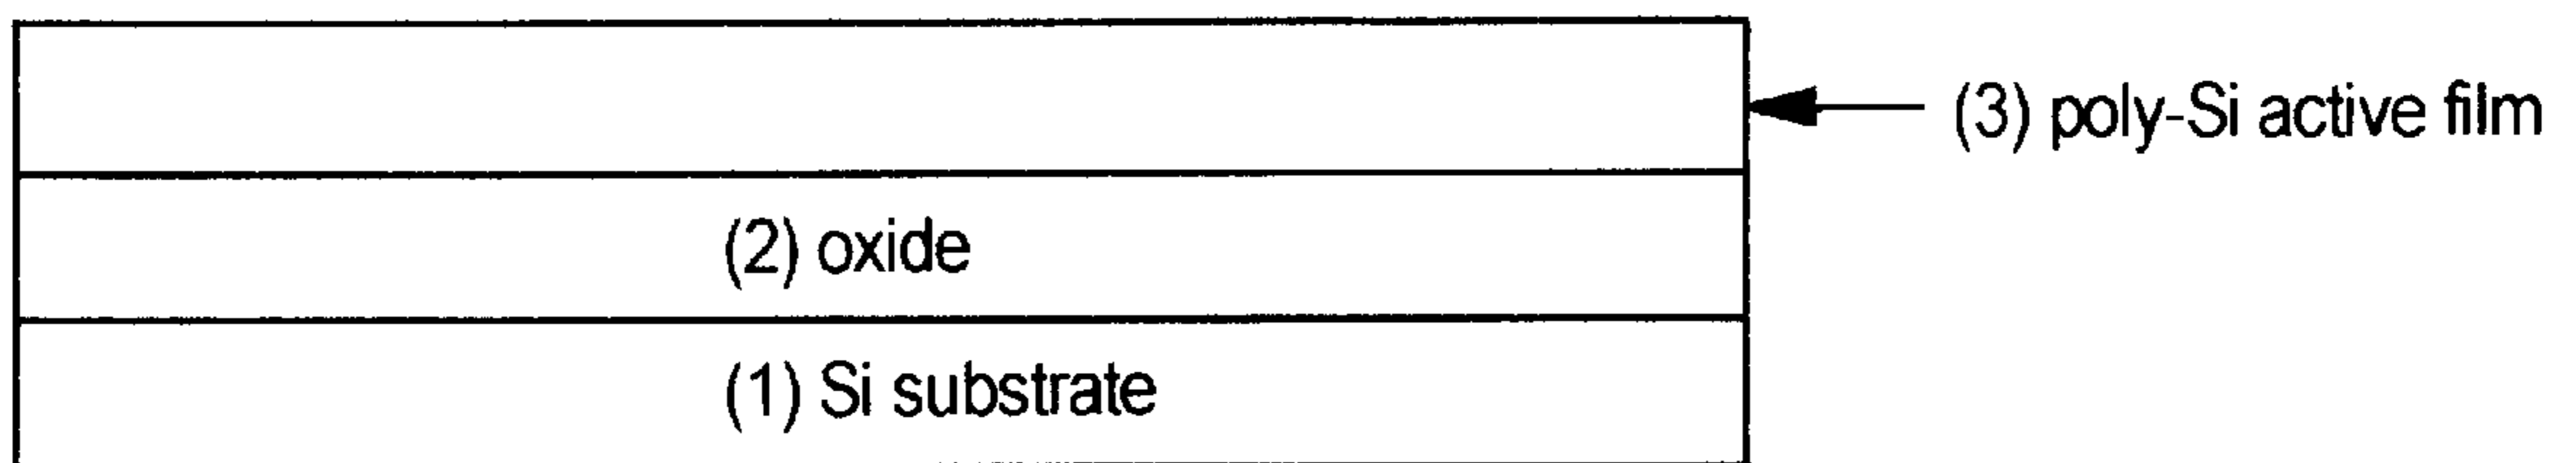 (3) poly-Si active film
(2) oxide
(1) Si substrate